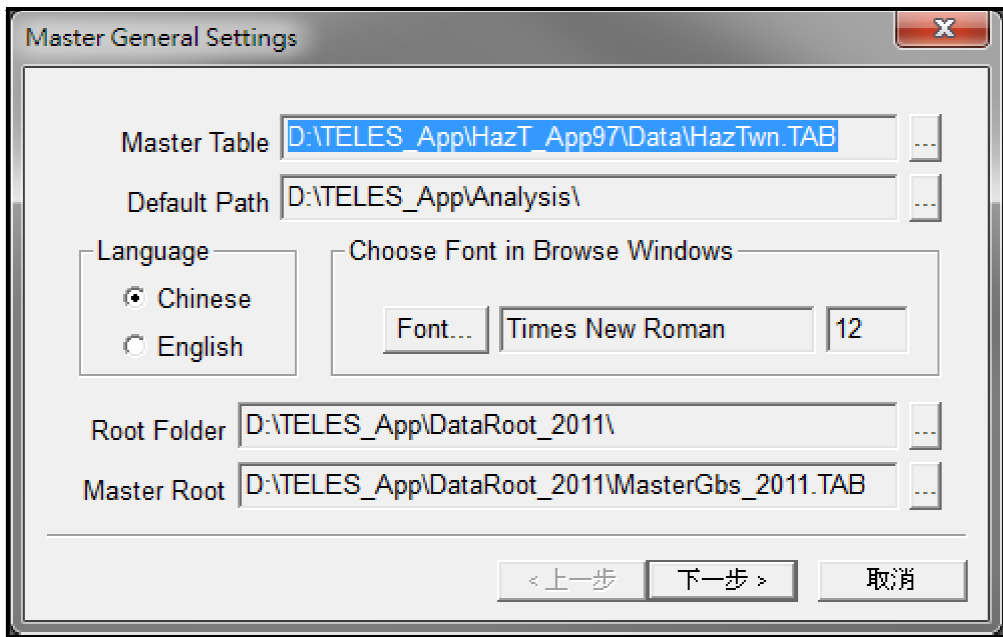 Master General Settings
Master Table D:\TELES_App\HazT_App97\Data\HazTwn.TAB ...
Default Path D:\TELES_App\Analysis\ ...
Language
Chinese
English
Choose Font in Browse Windows
Font... Times New Roman 12
Root Folder D:\TELES_App\DataRoot_2011\ ...
Master Root D:\TELES_App\DataRoot_2011\MasterGbs_2011.TAB ...
<上一步 下一步> 取消